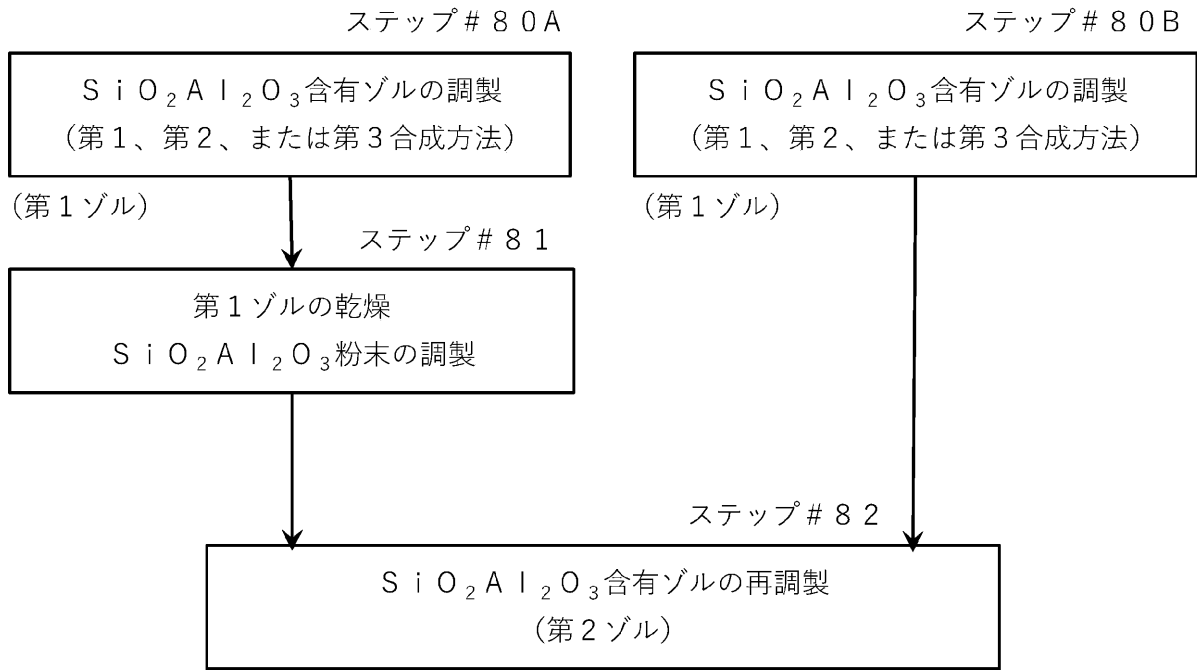 ステップ＃８０Ａ
ＳｉＯ₂Ａｌ₂Ｏ₃含有ゾルの調製
（第１、第２、または第３合成方法）
（第１ゾル）
ステップ＃８１
第１ゾルの乾燥
ＳｉＯ₂Ａｌ₂Ｏ₃粉末の調製
ステップ＃８０Ｂ
ＳｉＯ₂Ａｌ₂Ｏ₃含有ゾルの調製
（第１、第２、または第３合成方法）
（第１ゾル）
ステップ＃８２
ＳｉＯ₂Ａｌ₂Ｏ₃含有ゾルの再調製
（第２ゾル）